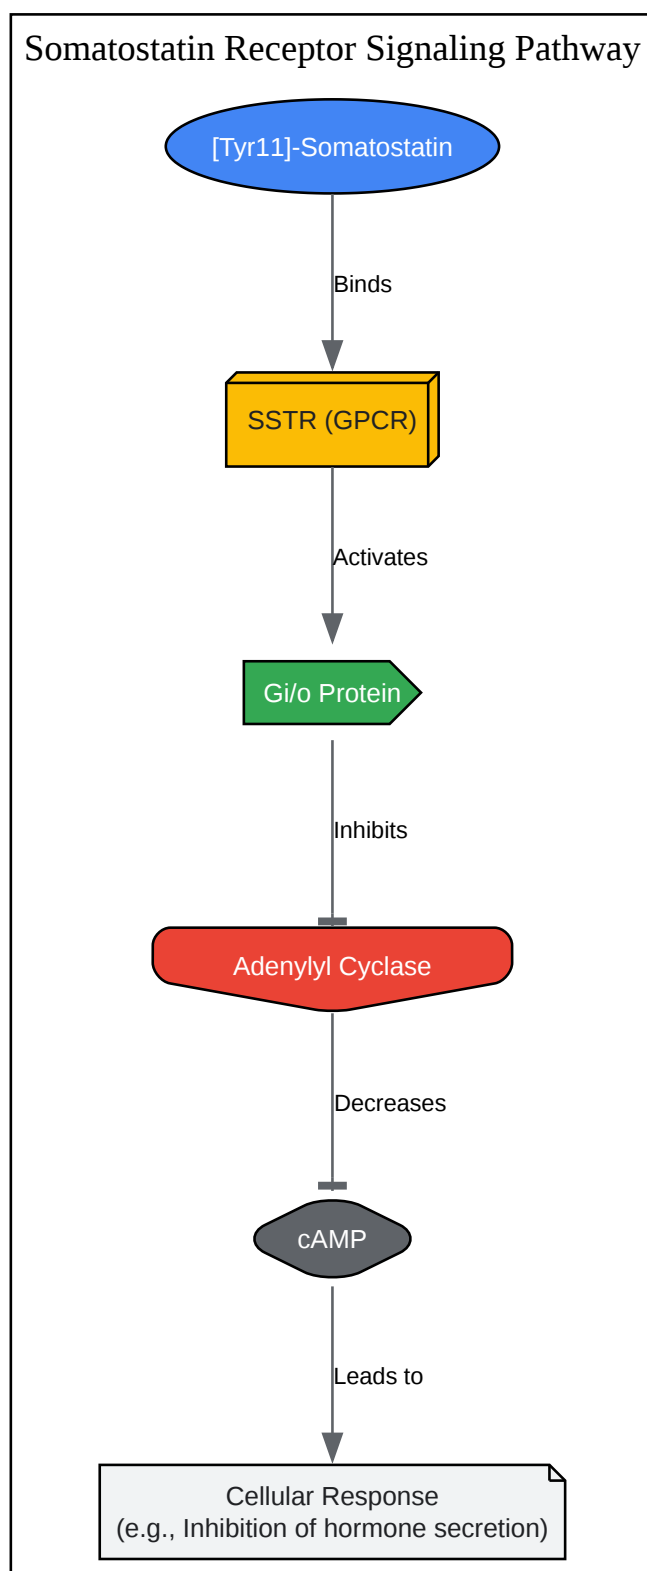 Somatostatin Receptor Signaling Pathway
[Tyr11]-Somatostatin
Binds
SSTR (GPCR)
Activates
Gi/o Protein
Inhibits
Adenylyl Cyclase
Decreases
cAMP
Leads to
Cellular Response
(e.g., Inhibition of hormone secretion)